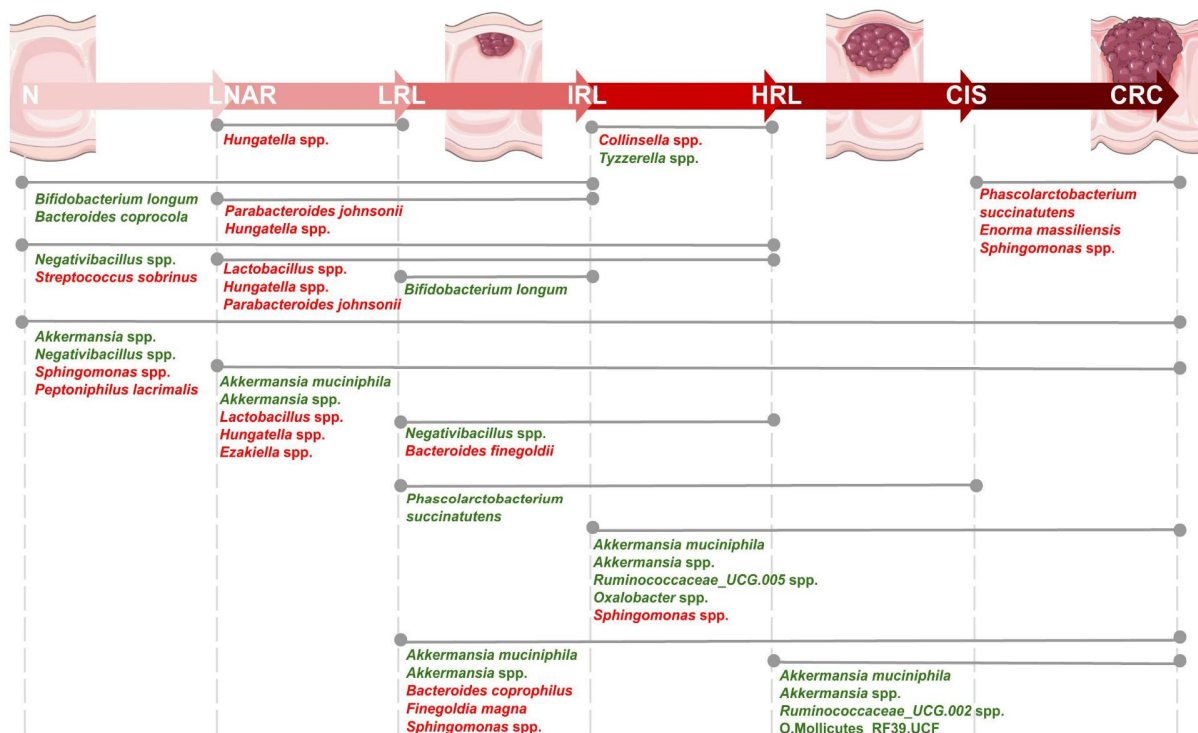 N LNAR LRL IRL HRL CIS CRC
Hungatella spp.
Collinsella spp.
Tyzzerella spp.
Bifidobacterium longum
Bacteroides coprocola
Parabacteroides johnsonii
Hungatella spp.
Phascolarctobacterium
succinatutens
Enorma massiliensis
Sphingomonas spp.
Negativibacillus spp.
Streptococcus sobrinus
Lactobacillus spp.
Hungatella spp.
Parabacteroides johnsonii
Bifidobacterium longum
Akkermansia spp.
Negativibacillus spp.
Sphingomonas spp.
Peptoniphilus lacrimalis
Akkermansia muciniphila
Akkermansia spp.
Lactobacillus spp.
Hungatella spp.
Ezakiella spp.
Negativibacillus spp.
Bacteroides finegoldii
Phascolarctobacterium
succinatutens
Akkermansia muciniphila
Akkermansia spp.
Ruminococcaceae_UCG.005 spp.
Oxalobacter spp.
Sphingomonas spp.
Akkermansia muciniphila
Akkermansia spp.
Bacteroides coprophilus
Finegoldia magna
Sphingomonas spp.
Akkermansia muciniphila
Akkermansia spp.
Ruminococcaceae_UCG.002 spp.
O.Mollicutes_RF39.UCF